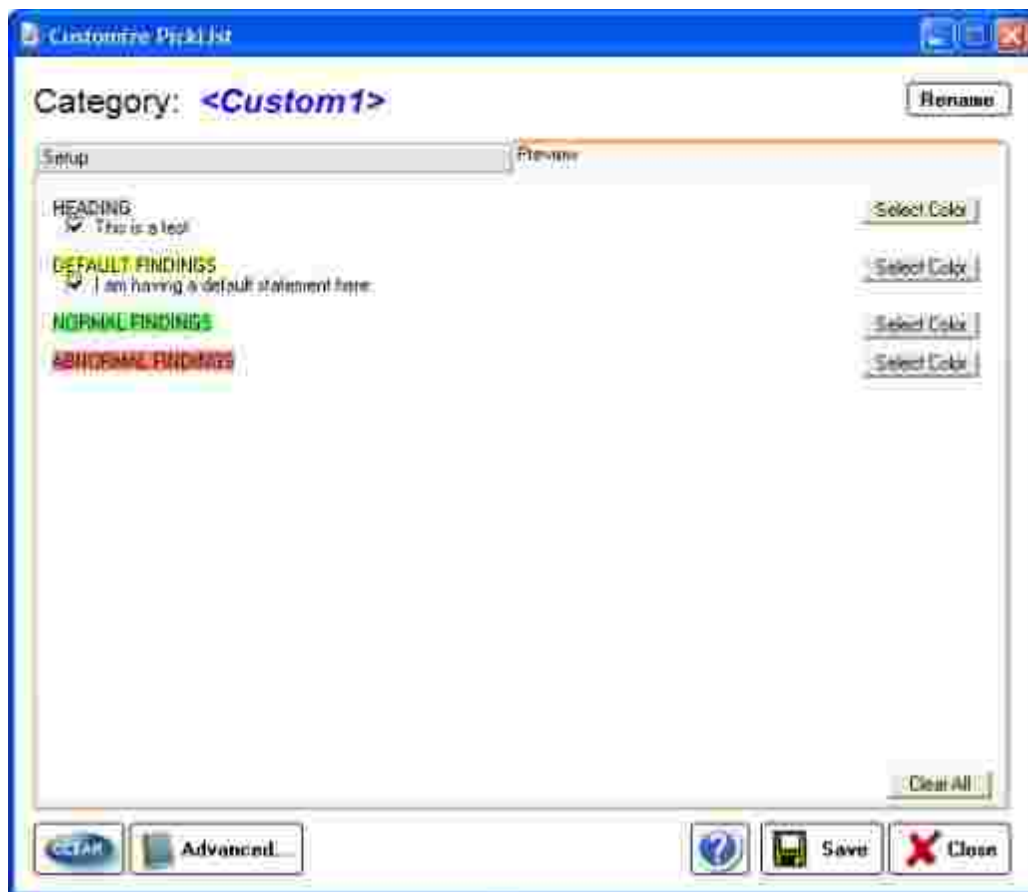 Customize PickList
Category: <Custom1>
Rename
Setup
Preview
HEADING
Select Color
This is a test
DEFAULT FINDINGS
Select Color
I am having a default statement here
NORMAL FINDINGS
Select Color
ABNORMAL FINDINGS
Select Color
Clear All
Advanced...
Save
Close